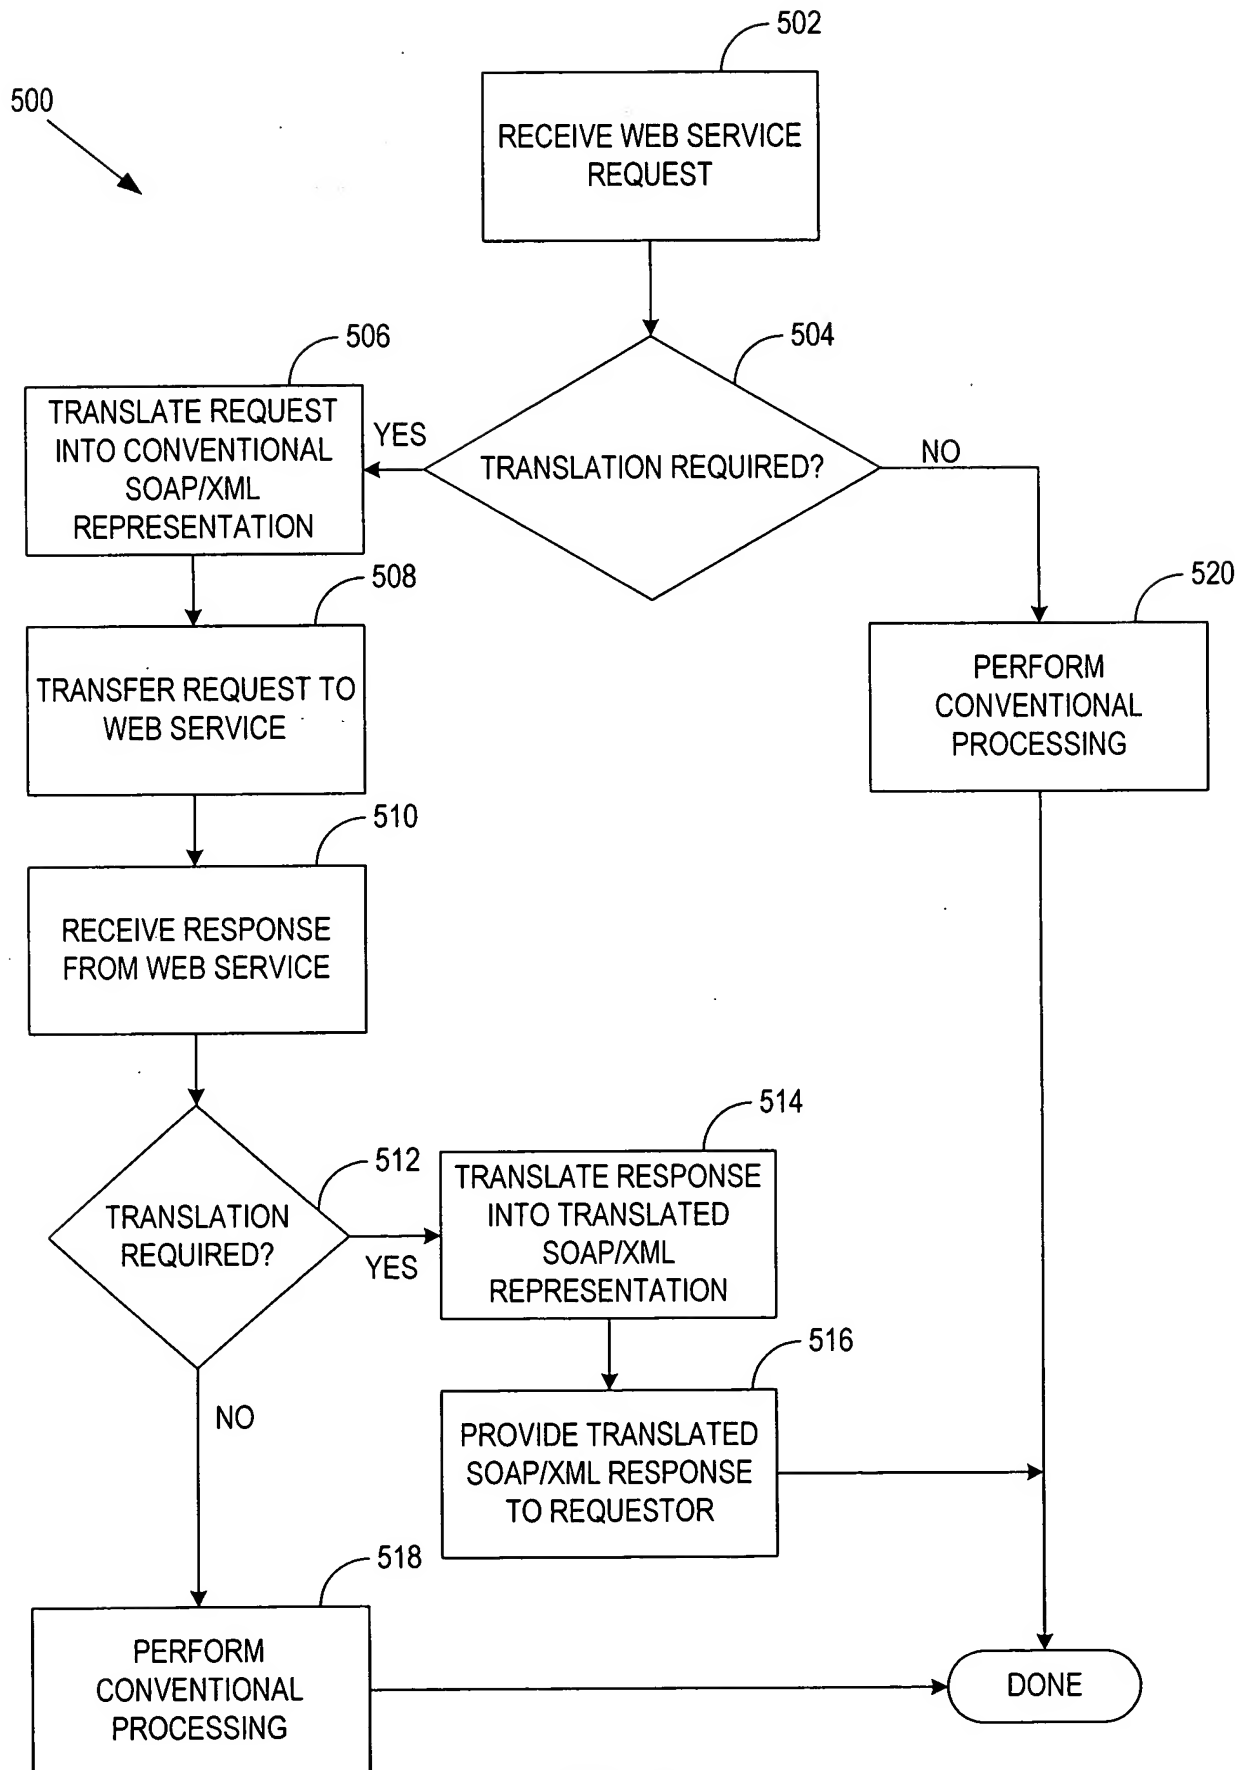 502
500
RECEIVE WEB SERVICE
REQUEST
506
504
TRANSLATE REQUEST
INTO CONVENTIONAL
SOAP/XML
REPRESENTATION
YES
TRANSLATION REQUIRED?
NO
508
520
TRANSFER REQUEST TO
WEB SERVICE
PERFORM
CONVENTIONAL
PROCESSING
510
RECEIVE RESPONSE
FROM WEB SERVICE
514
512
TRANSLATION
REQUIRED?
YES
TRANSLATE RESPONSE
INTO TRANSLATED
SOAP/XML
REPRESENTATION
516
NO
PROVIDE TRANSLATED
SOAP/XML RESPONSE
TO REQUESTOR
518
PERFORM
CONVENTIONAL
PROCESSING
DONE